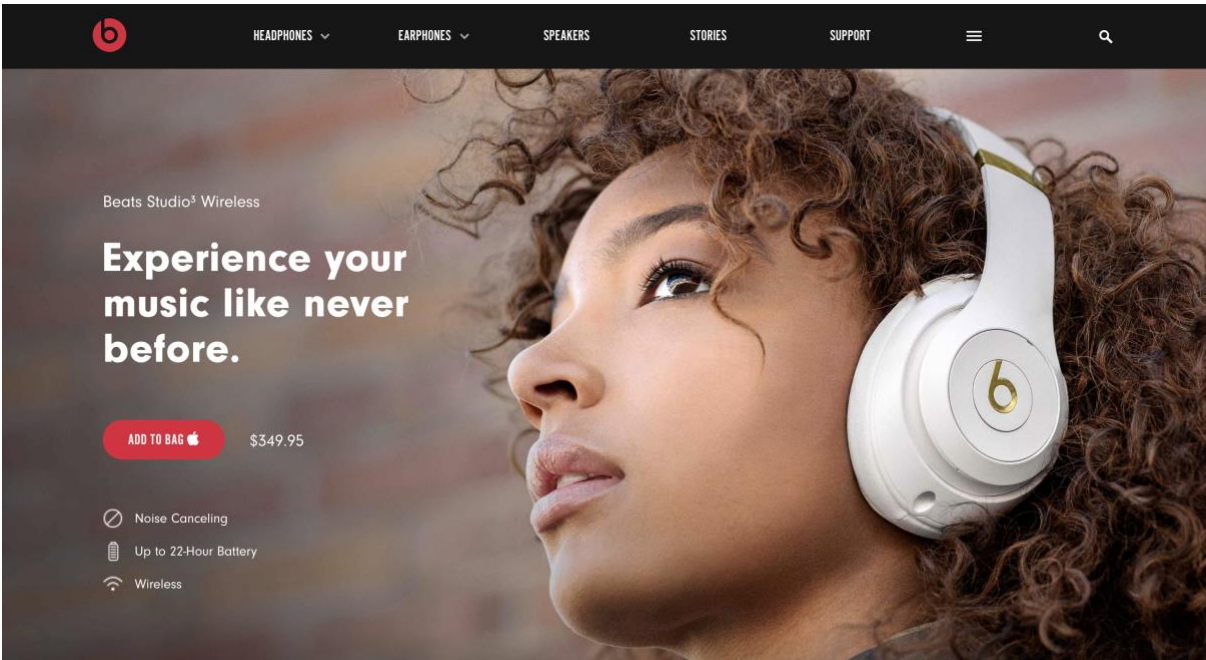 HEADPHONES
EARPHONES
SPEAKERS
STORIES
SUPPORT
Beats Studio³ Wireless
Experience your
music like never
before.
ADD TO BAG
$349.95
Noise Canceling
Up to 22-Hour Battery
Wireless